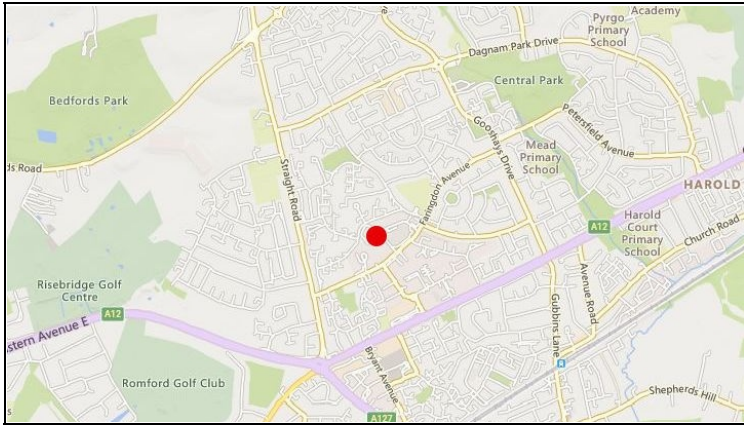 Academy
Pyrgo
Primary
School
Dagnam Park Drive
Bedfords Park
Central Park
Petersfield Avenue
Gooshays Drive
Mead
Primary
School
ds Road
Straight Road
Faringdon Avenue
HAROLD
A12
Harold
Court
Primary
School
Church Road
Risebridge Golf
Centre
A12
stern Avenue E
Avenue Road
Gubbins Lane
Bryant Avenue
Romford Golf Club
Shepherds Hill
A127